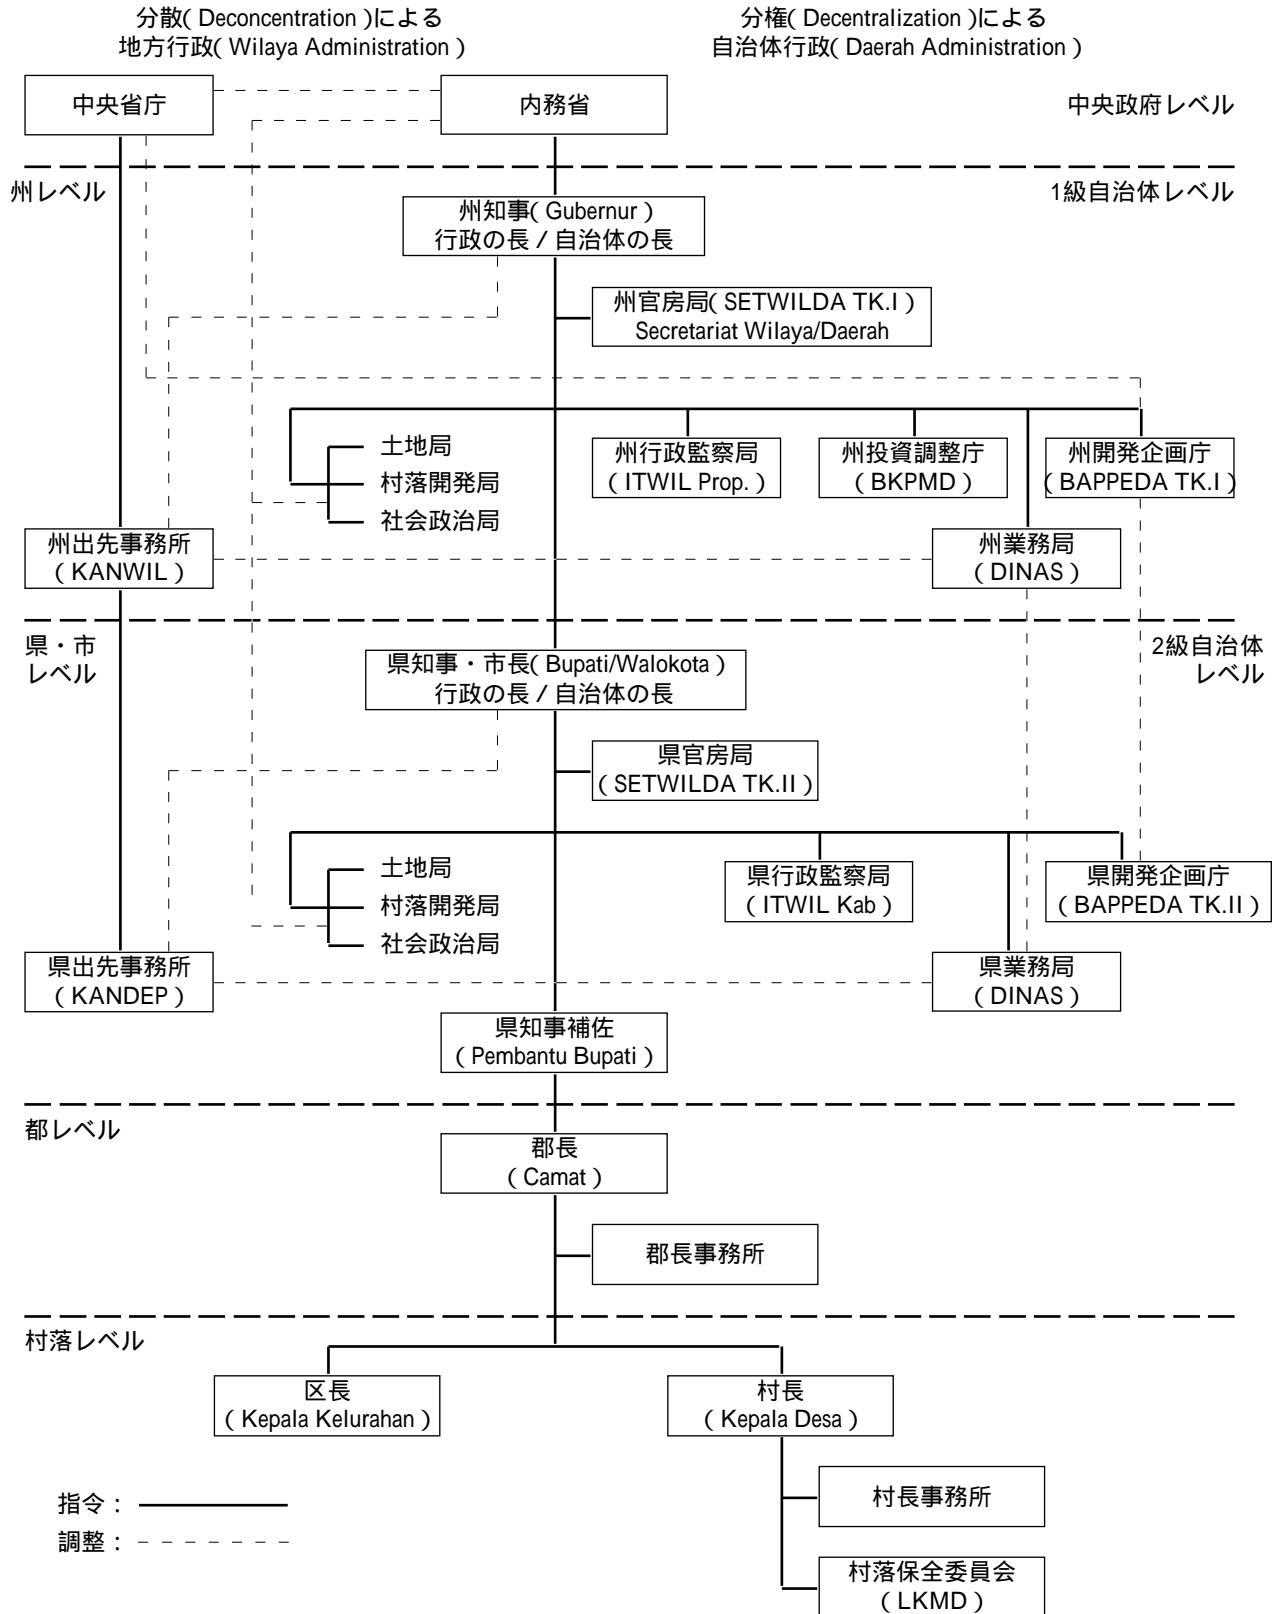 分散( Deconcentration )による
地方行政( Wilaya Administration )
分権( Decentralization )による
自治体行政( Daerah Administration )
中央省庁
内務省
中央政府レベル
州レベル
1級自治体レベル
州知事( Gubernur )
行政の長 / 自治体の長
州官房局( SETWILDA TK.I )
Secretariat Wilaya/Daerah
土地局
村落開発局
社会政治局
州行政監察局
( ITWIL Prop. )
州投資調整庁
( BKPMD )
州開発企画庁
( BAPPEDA TK.I )
州出先事務所
( KANWIL )
州業務局
( DINAS )
県・市
レベル
2級自治体
レベル
県知事・市長( Bupati/Walokota )
行政の長 / 自治体の長
県官房局
( SETWILDA TK.II )
土地局
村落開発局
社会政治局
県行政監察局
( ITWIL Kab )
県開発企画庁
( BAPPEDA TK.II )
県出先事務所
( KANDEP )
県業務局
( DINAS )
県知事補佐
( Pembantu Bupati )
都レベル
郡長
( Camat )
郡長事務所
村落レベル
区長
( Kepala Kelurahan )
村長
( Kepala Desa )
村長事務所
村落保全委員会
( LKMD )
指令：
調整：